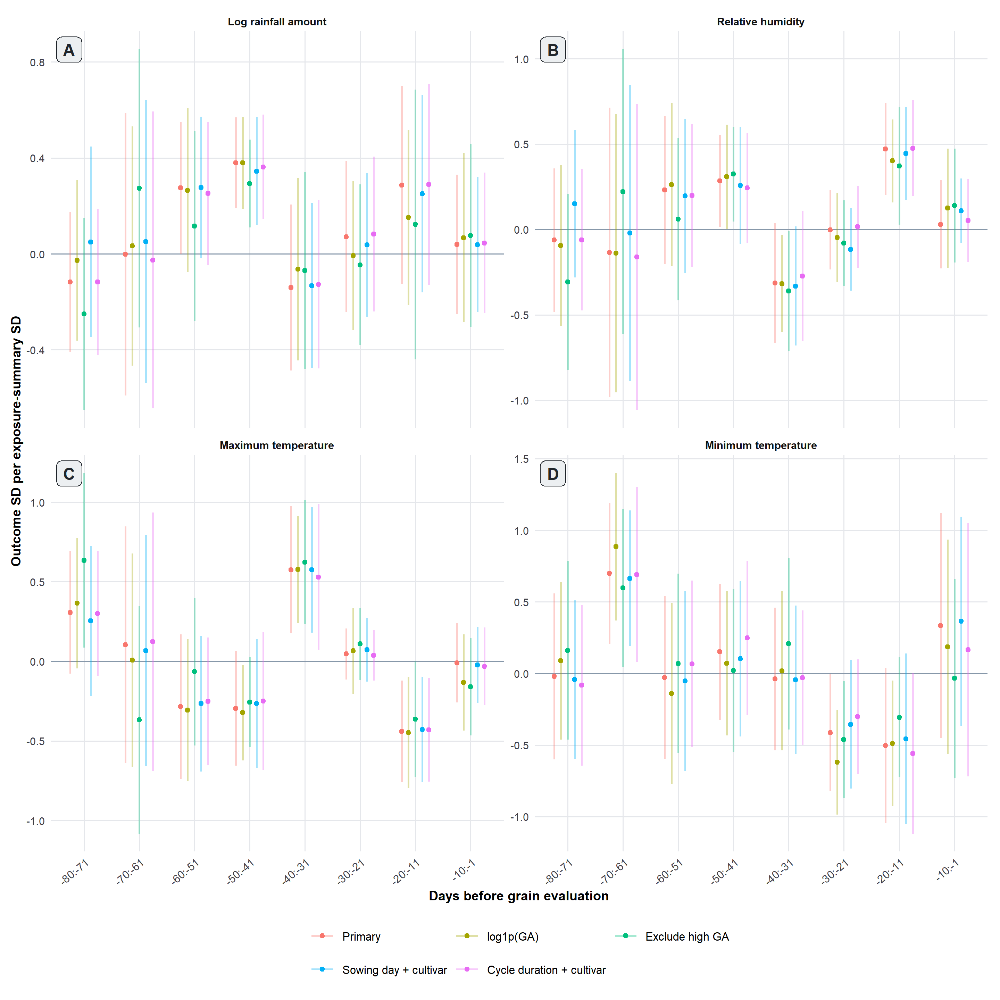 Log rainfall amount
Relative humidity
A
B
0.8
0.4
0.0
-0.4
1.0
0.5
0.0
-0.5
-1.0
Outcome SD per exposure-summary SD
Maximum temperature
Minimum temperature
C
D
1.0
0.5
0.0
-0.5
-1.0
1.5
1.0
0.5
0.0
-0.5
-1.0
-80:-71
-70:-61
-60:-51
-50:-41
-40:-31
-30:-21
-20:-11
-10:-1
-80:-71
-70:-61
-60:-51
-50:-41
-40:-31
-30:-21
-20:-11
-10:-1
Days before grain evaluation
Primary
log1p(GA)
Exclude high GA
Sowing day + cultivar
Cycle duration + cultivar